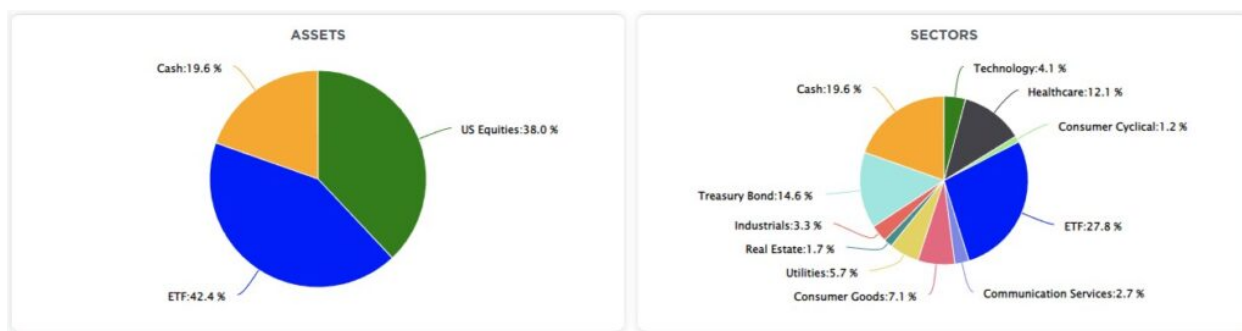 ASSETS
Cash:19.6 %
US Equities:38.0 %
ETF:42.4 %
SECTORS
Technology:4.1 %
Cash:19.6 %
Healthcare:12.1 %
Consumer Cyclical:1.2 %
Treasury Bond:14.6 %
Industrials:3.3 %
ETF:27.8 %
Real Estate:1.7 %
Utilities:5.7 %
Consumer Goods:7.1 %
Communication Services:2.7 %